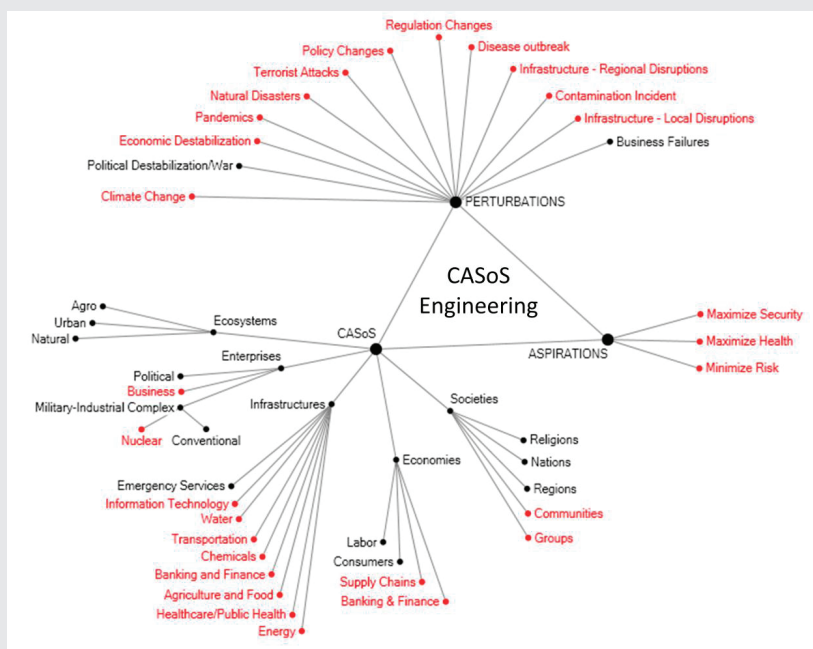 Regulation Changes
Policy Changes
Disease outbreak
Terrorist Attacks
Infrastructure - Regional Disruptions
Natural Disasters
Contamination Incident
Pandemics
Infrastructure - Local Disruptions
Economic Destabilization
Business Failures
Political Destabilization/War
Climate Change
PERTURBATIONS
CASoS
Engineering
Agro
Urban
Natural
Ecosystems
CASoS
Maximize Security
Maximize Health
Minimize Risk
ASPIRATIONS
Enterprises
Political
Business
Military-Industrial Complex
Nuclear
Conventional
Infrastructures
Societies
Religions
Nations
Regions
Communities
Groups
Economies
Emergency Services
Information Technology
Water
Transportation
Chemicals
Banking and Finance
Agriculture and Food
Healthcare/Public Health
Energy
Labor
Consumers
Supply Chains
Banking & Finance